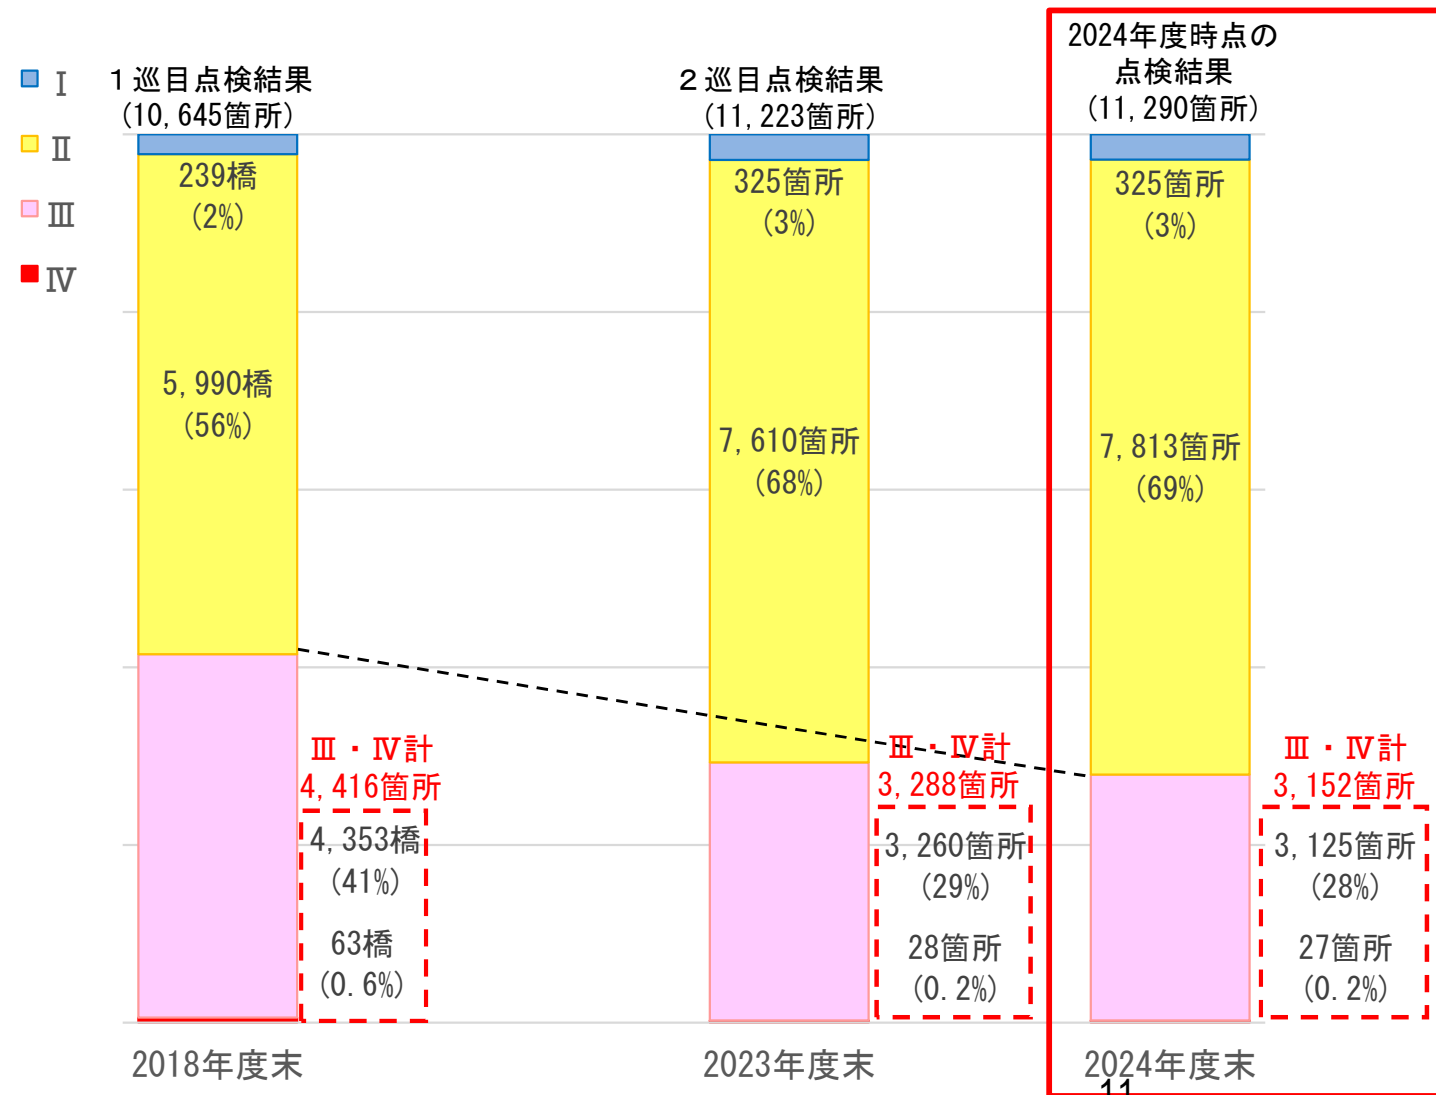 Ⅰ
Ⅱ
Ⅲ
Ⅳ
1巡目点検結果
(10,645箇所)
239橋
(2%)
5,990橋
(56%)
Ⅲ・Ⅳ計
4,416箇所
4,353橋
(41%)
63橋
(0.6%)
2018年度末
2巡目点検結果
(11,223箇所)
325箇所
(3%)
7,610箇所
(68%)
Ⅲ・Ⅳ計
3,288箇所
3,260箇所
(29%)
28箇所
(0.2%)
2023年度末
2024年度時点の
点検結果
(11,290箇所)
325箇所
(3%)
7,813箇所
(69%)
Ⅲ・Ⅳ計
3,152箇所
3,125箇所
(28%)
27箇所
(0.2%)
2024年度末
11